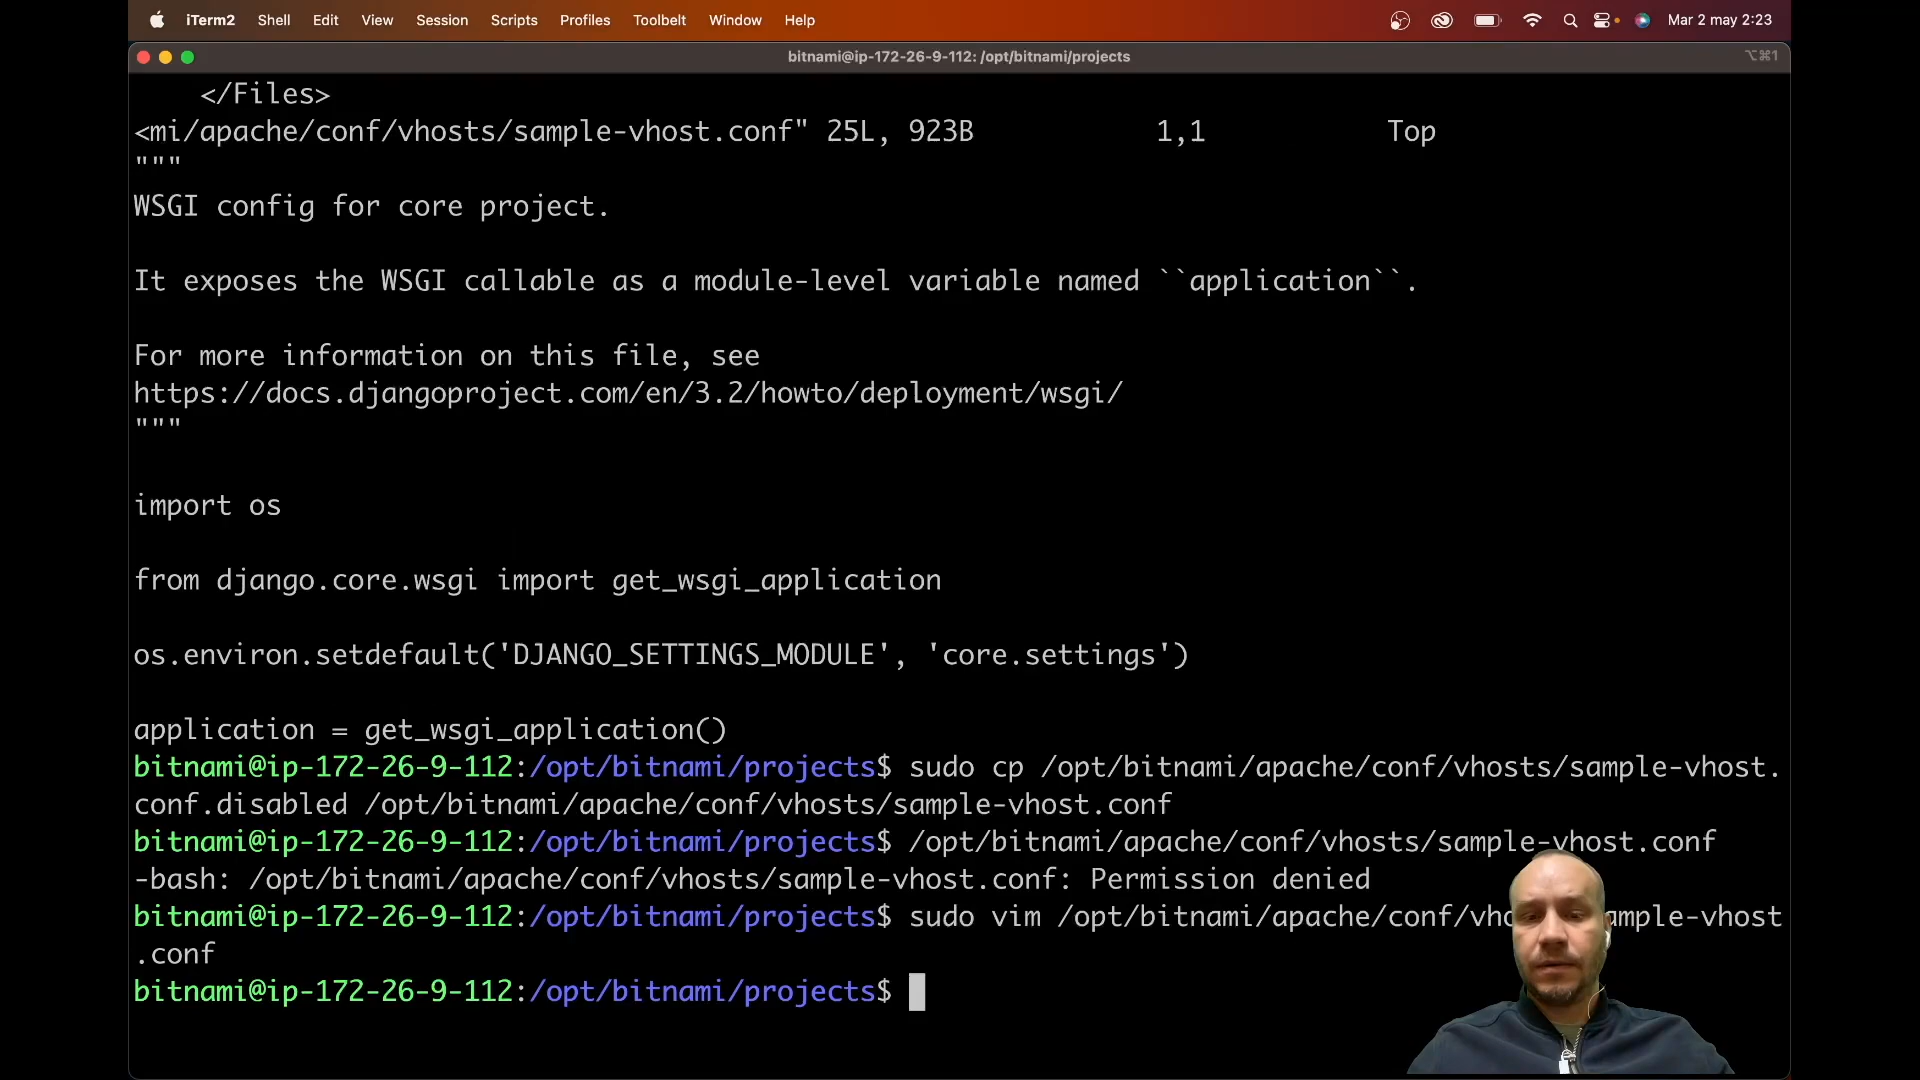 iTerm2 Shell Edit View Session Scripts Profiles Toolbelt Window Help Mar 2 may 2:23
bitnami@ip-172-26-9-112: /opt/bitnami/projects ⌥⌘1
</Files>
<mi/apache/conf/vhosts/sample-vhost.conf" 25L, 923B 1,1 Top
"""
WSGI config for core project.
It exposes the WSGI callable as a module-level variable named ``application``.
For more information on this file, see
https://docs.djangoproject.com/en/3.2/howto/deployment/wsgi/
"""
import os
from django.core.wsgi import get_wsgi_application
os.environ.setdefault('DJANGO_SETTINGS_MODULE', 'core.settings')
application = get_wsgi_application()
bitnami@ip-172-26-9-112:/opt/bitnami/projects$ sudo cp /opt/bitnami/apache/conf/vhosts/sample-vhost.
conf.disabled /opt/bitnami/apache/conf/vhosts/sample-vhost.conf
bitnami@ip-172-26-9-112:/opt/bitnami/projects$ /opt/bitnami/apache/conf/vhosts/sample-vhost.conf
-bash: /opt/bitnami/apache/conf/vhosts/sample-vhost.conf: Permission denied
bitnami@ip-172-26-9-112:/opt/bitnami/projects$ sudo vim /opt/bitnami/apache/conf/vho ample-vhost
.conf
bitnami@ip-172-26-9-112:/opt/bitnami/projects$